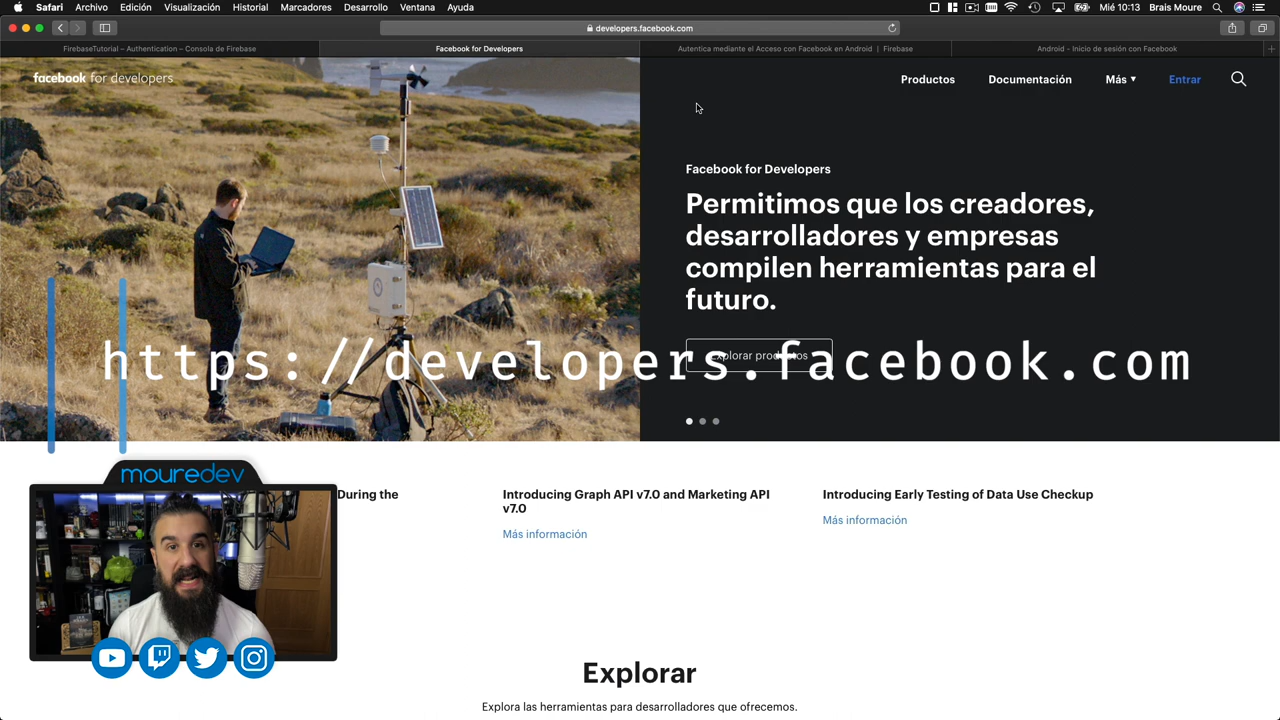 Safari Archivo Edición Visualización Historial Marcadores Desarrollo Ventana Ayuda Mié 10:13 Brais Moure
developers.facebook.com
FirebaseTutorial – Authentication – Consola de Firebase
Facebook for Developers
Autentica mediante el Acceso con Facebook en Android | Firebase
Android - Inicio de sesión con Facebook
facebook for developers
Productos Documentación Más Entrar
Facebook for Developers
Permitimos que los creadores,
desarrolladores y empresas
compilen herramientas para el
futuro.
Explorar productos
https://developers.facebook.com
mouredev
During the
Introducing Graph API v7.0 and Marketing API
v7.0
Más información
Introducing Early Testing of Data Use Checkup
Más información
Explorar
Explora las herramientas para desarrolladores que ofrecemos.